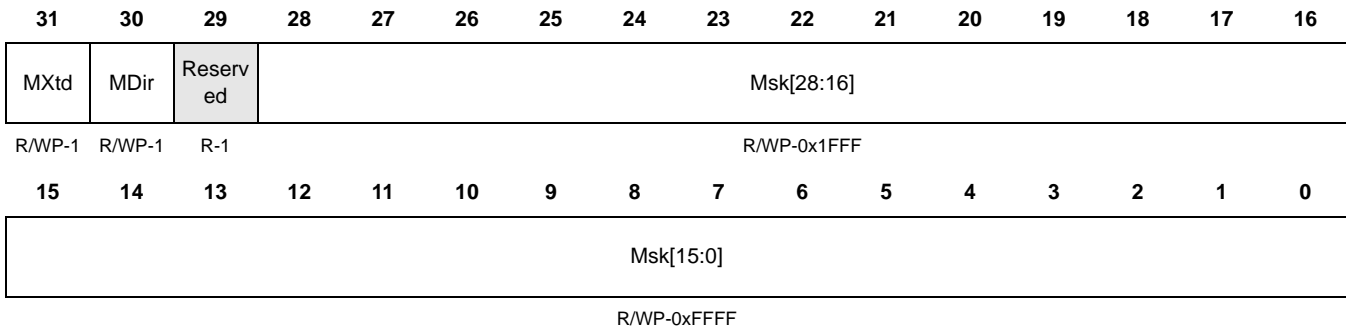 31 30 29 28 27 26 25 24 23 22 21 20 19 18 17 16
MXtd MDir Reserv
ed Msk[28:16]
R/WP-1 R/WP-1 R-1 R/WP-0x1FFF
15 14 13 12 11 10 9 8 7 6 5 4 3 2 1 0
Msk[15:0]
R/WP-0xFFFF